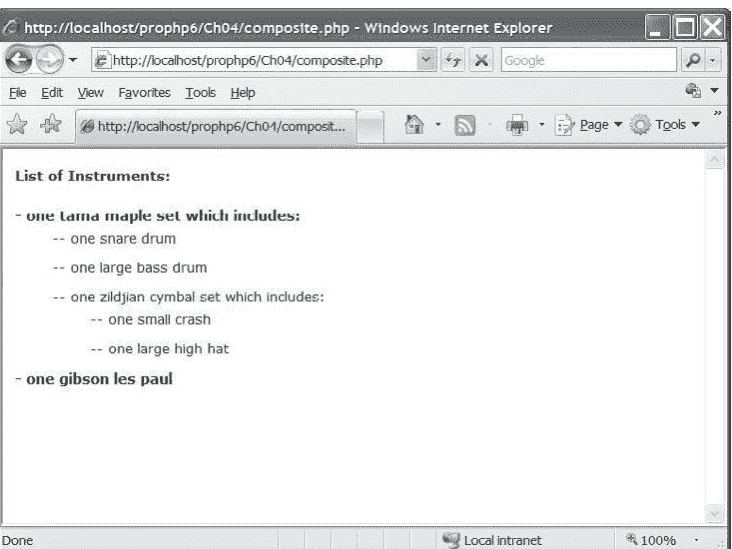 http://localhost/prophp6/Ch04/composite.php - Windows Internet Explorer
http://localhost/prophp6/Ch04/composite.php
Google
File Edit View Favorites Tools Help
http://localhost/prophp6/Ch04/composit...
Page
Tools
List of Instruments:
- one tama maple set which includes:
-- one snare drum
-- one large bass drum
-- one zildjian cymbal set which includes:
-- one small crash
-- one large high hat
- one gibson les paul
Done
Local intranet
100%